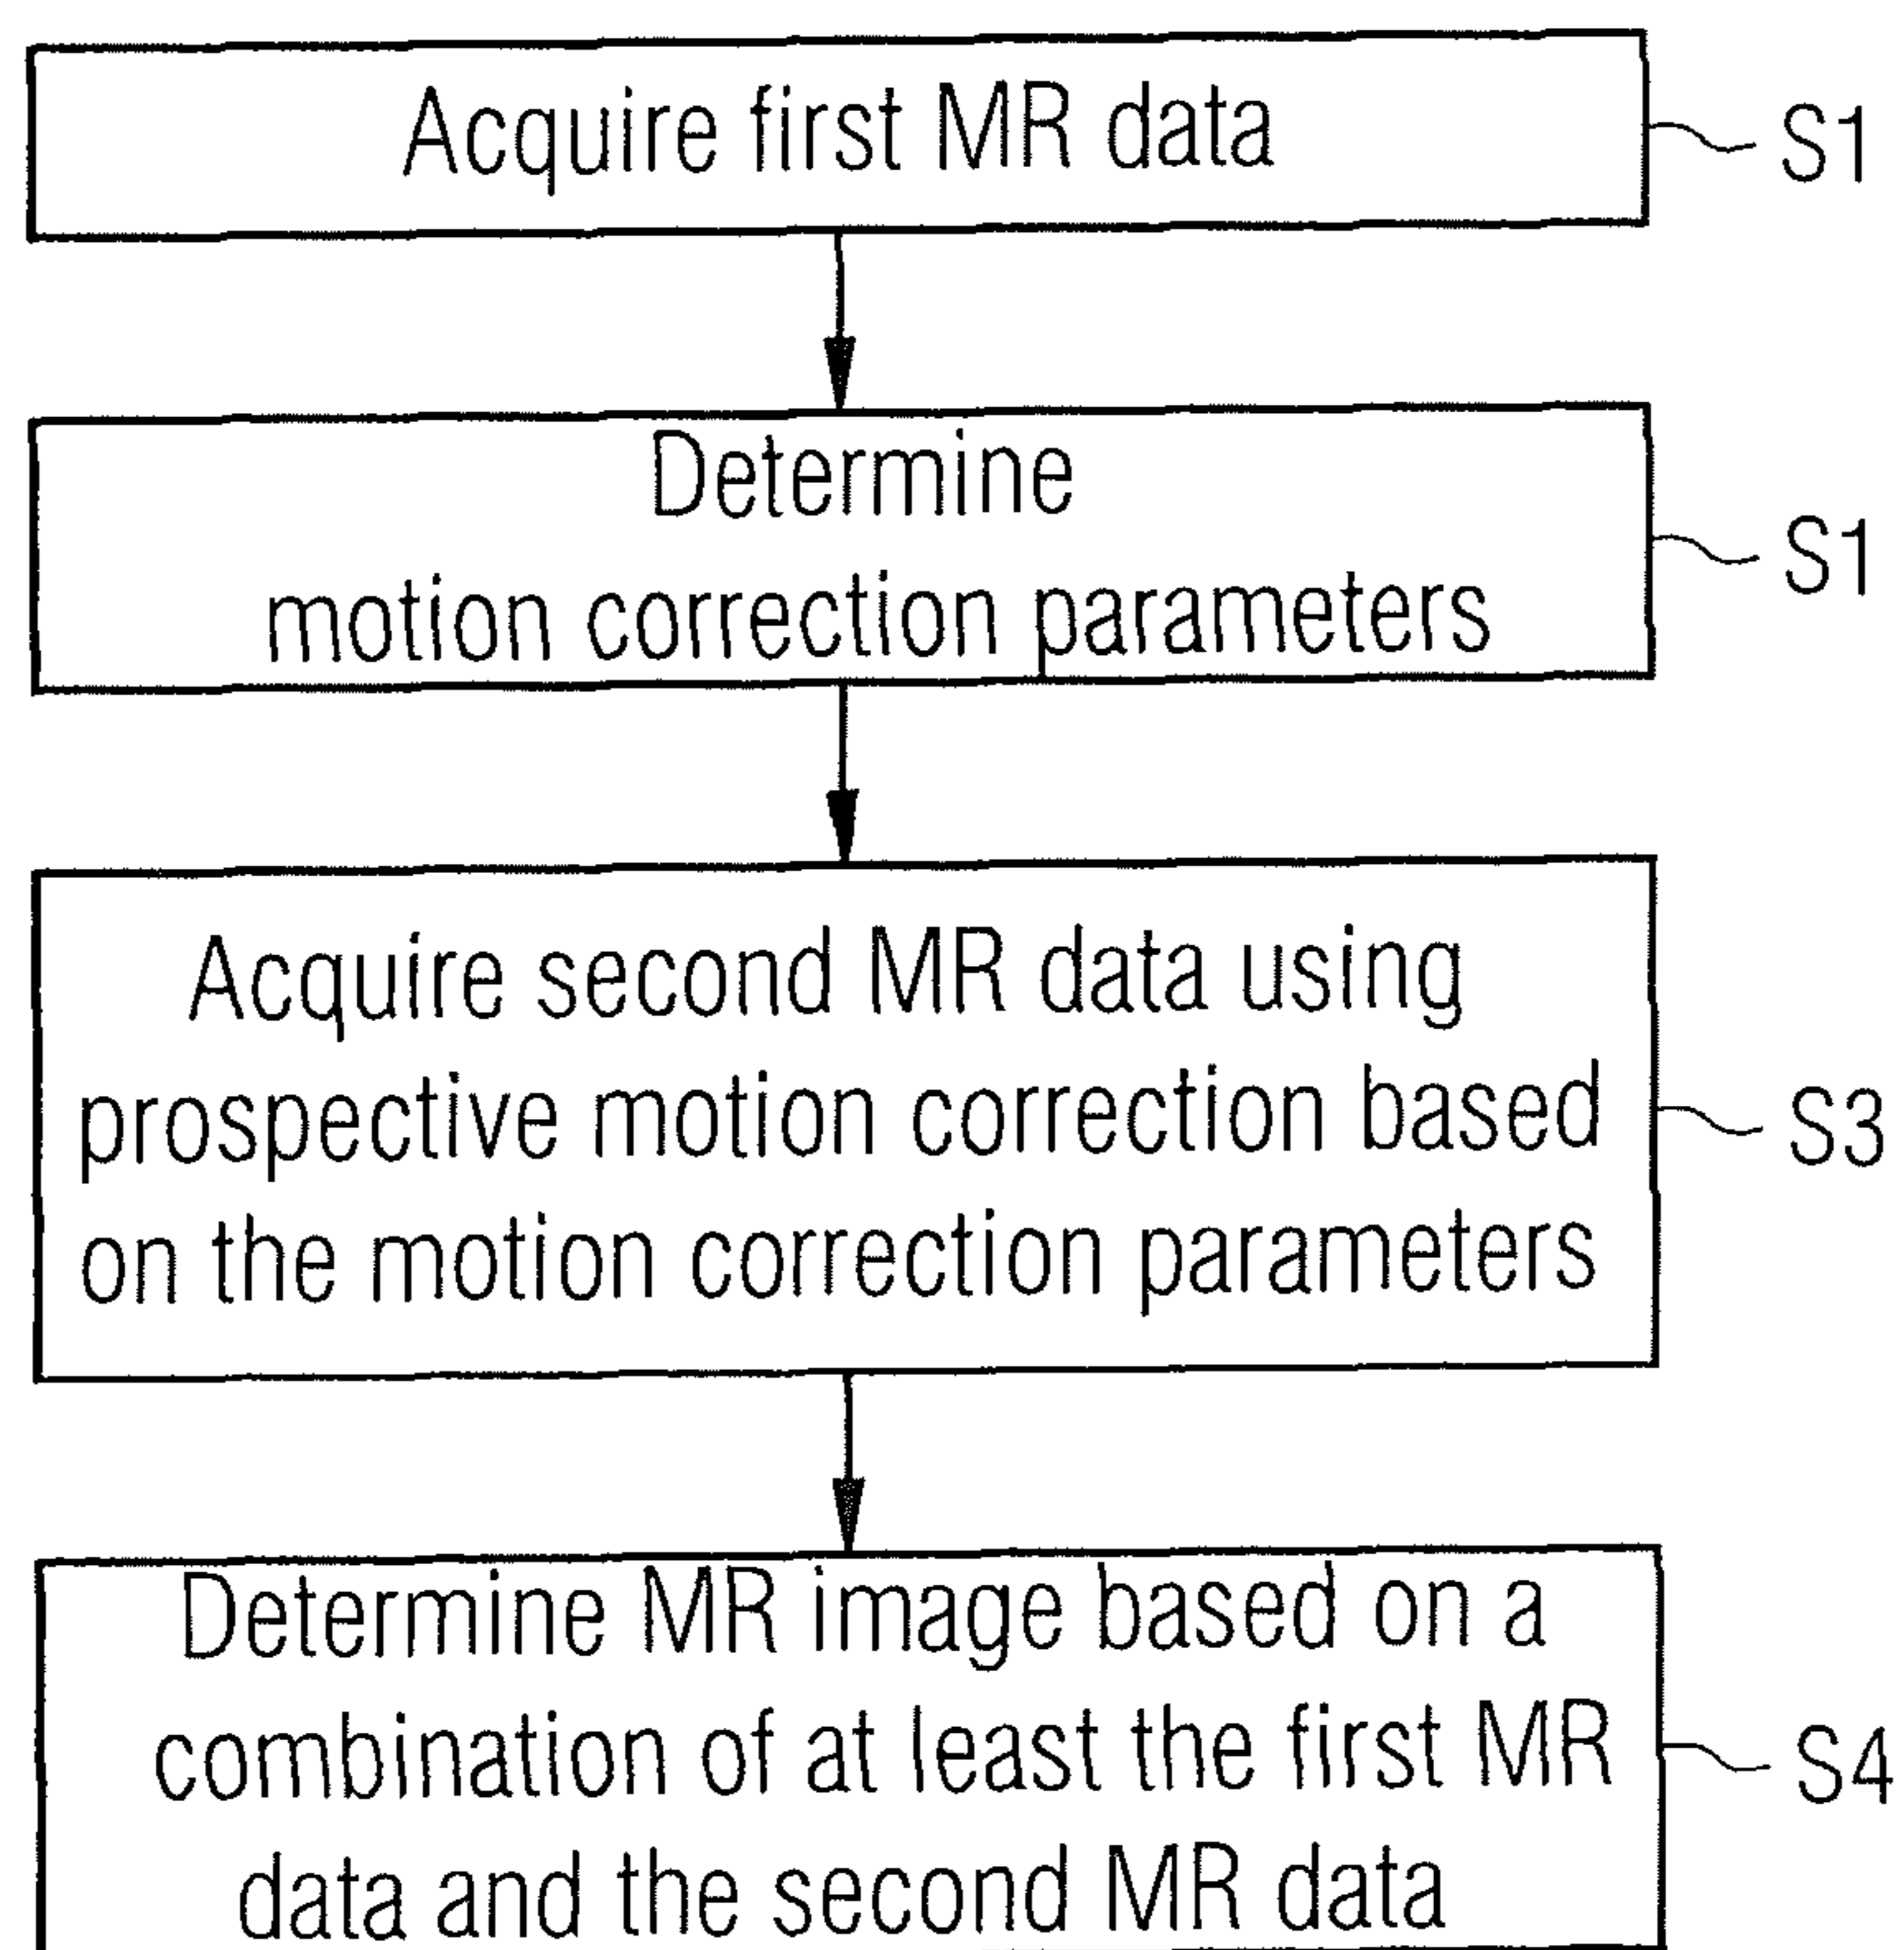 Acquire first MR data
S1
Determine
motion correction parameters
S1
Acquire second MR data using
prospective motion correction based
on the motion correction parameters
S3
Determine MR image based on a
combination of at least the first MR
data and the second MR data
S4